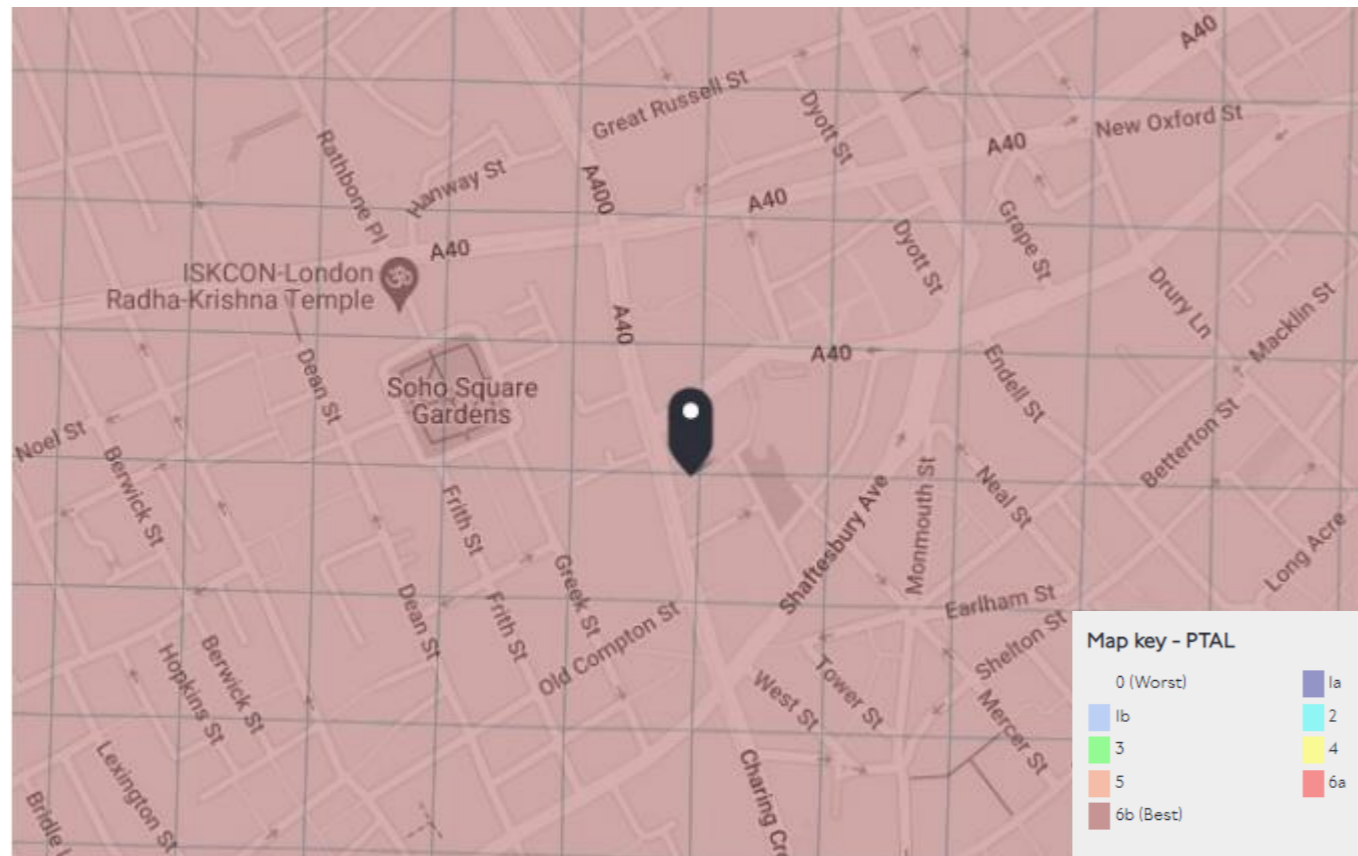 A40
Great Russell St
Dyott St
New Oxford St
A40
Rathbone Pl
Hanway St
A400
A40
Grape St
A40
Dyott St
ISKCON-London
Radha-Krishna Temple
Drury Ln
Macklin St
A40
A40
Dean St
Endell St
Soho Square
Gardens
Noel St
Berwick St
Betterton St
Neal St
Monmouth St
Shaftesbury Ave
Frith St
Long Acre
Greek St
Dean St
Frith St
Earlham St
Old Compton St
Shelton St
Berwick St
Hopkins St
West St
Tower St
Mercer St
Lexington St
Charing Cr
Bridle L
Map key - PTAL
0 (Worst)
1a
1b
2
3
4
5
6a
6b (Best)